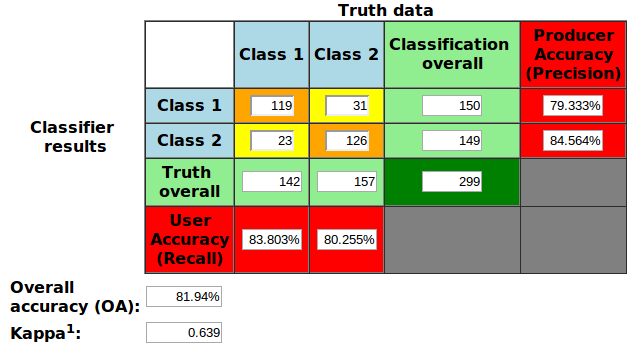 Truth data
Class 1 Class 2 Classification overall Producer Accuracy (Precision)
Classifier results
Class 1 119 31 150 79.333%
Class 2 23 126 149 84.564%
Truth overall 142 157 299
User Accuracy (Recall) 83.803% 80.255%
Overall accuracy (OA): 81.94%
Kappa1: 0.639